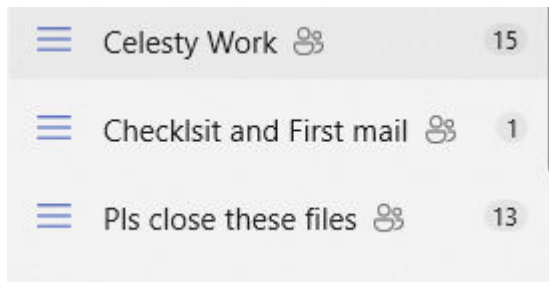 Celesty Work 15
Checklsit and First mail 1
Pls close these files 13